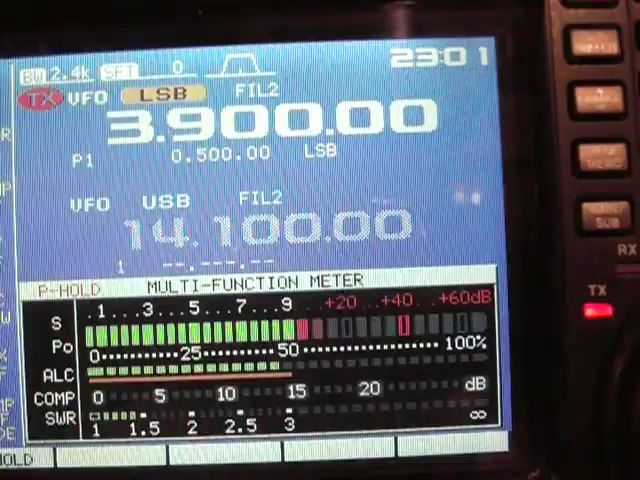 BW 2.4k SFT 0 23:01
TX VFO LSB FIL2
3.900.00
P1 0.500.00 LSB
VFO USB FIL2
14.100.00
1 --.---.--
P-HOLD MULTI-FUNCTION METER
S .1...3...5...7...9 ..+20...+40...+60dB
Po 0 25 50 100%
ALC
COMP 0 5 10 15 20 dB
SWR 1 1.5 2 2.5 3 ∞
HOLD
SUB
RX
TX